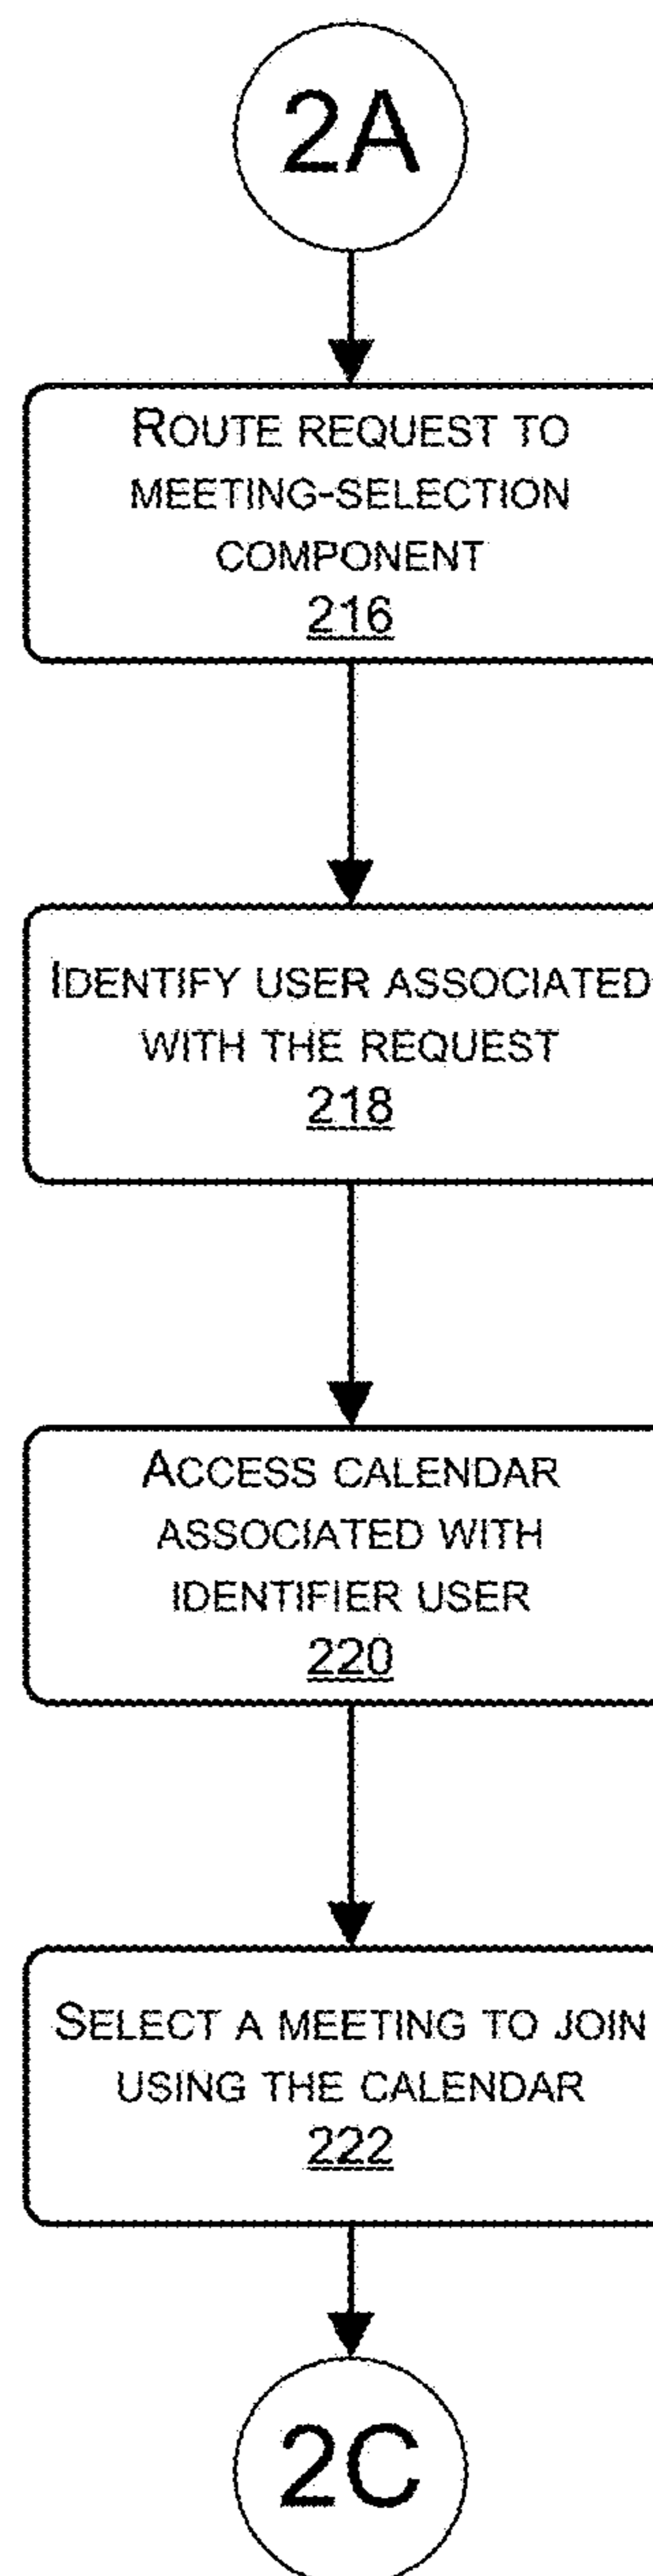 2A
ROUTE REQUEST TO
MEETING-SELECTION
COMPONENT
216
IDENTIFY USER ASSOCIATED
WITH THE REQUEST
218
ACCESS CALENDAR
ASSOCIATED WITH
IDENTIFIER USER
220
SELECT A MEETING TO JOIN
USING THE CALENDAR
222
2C